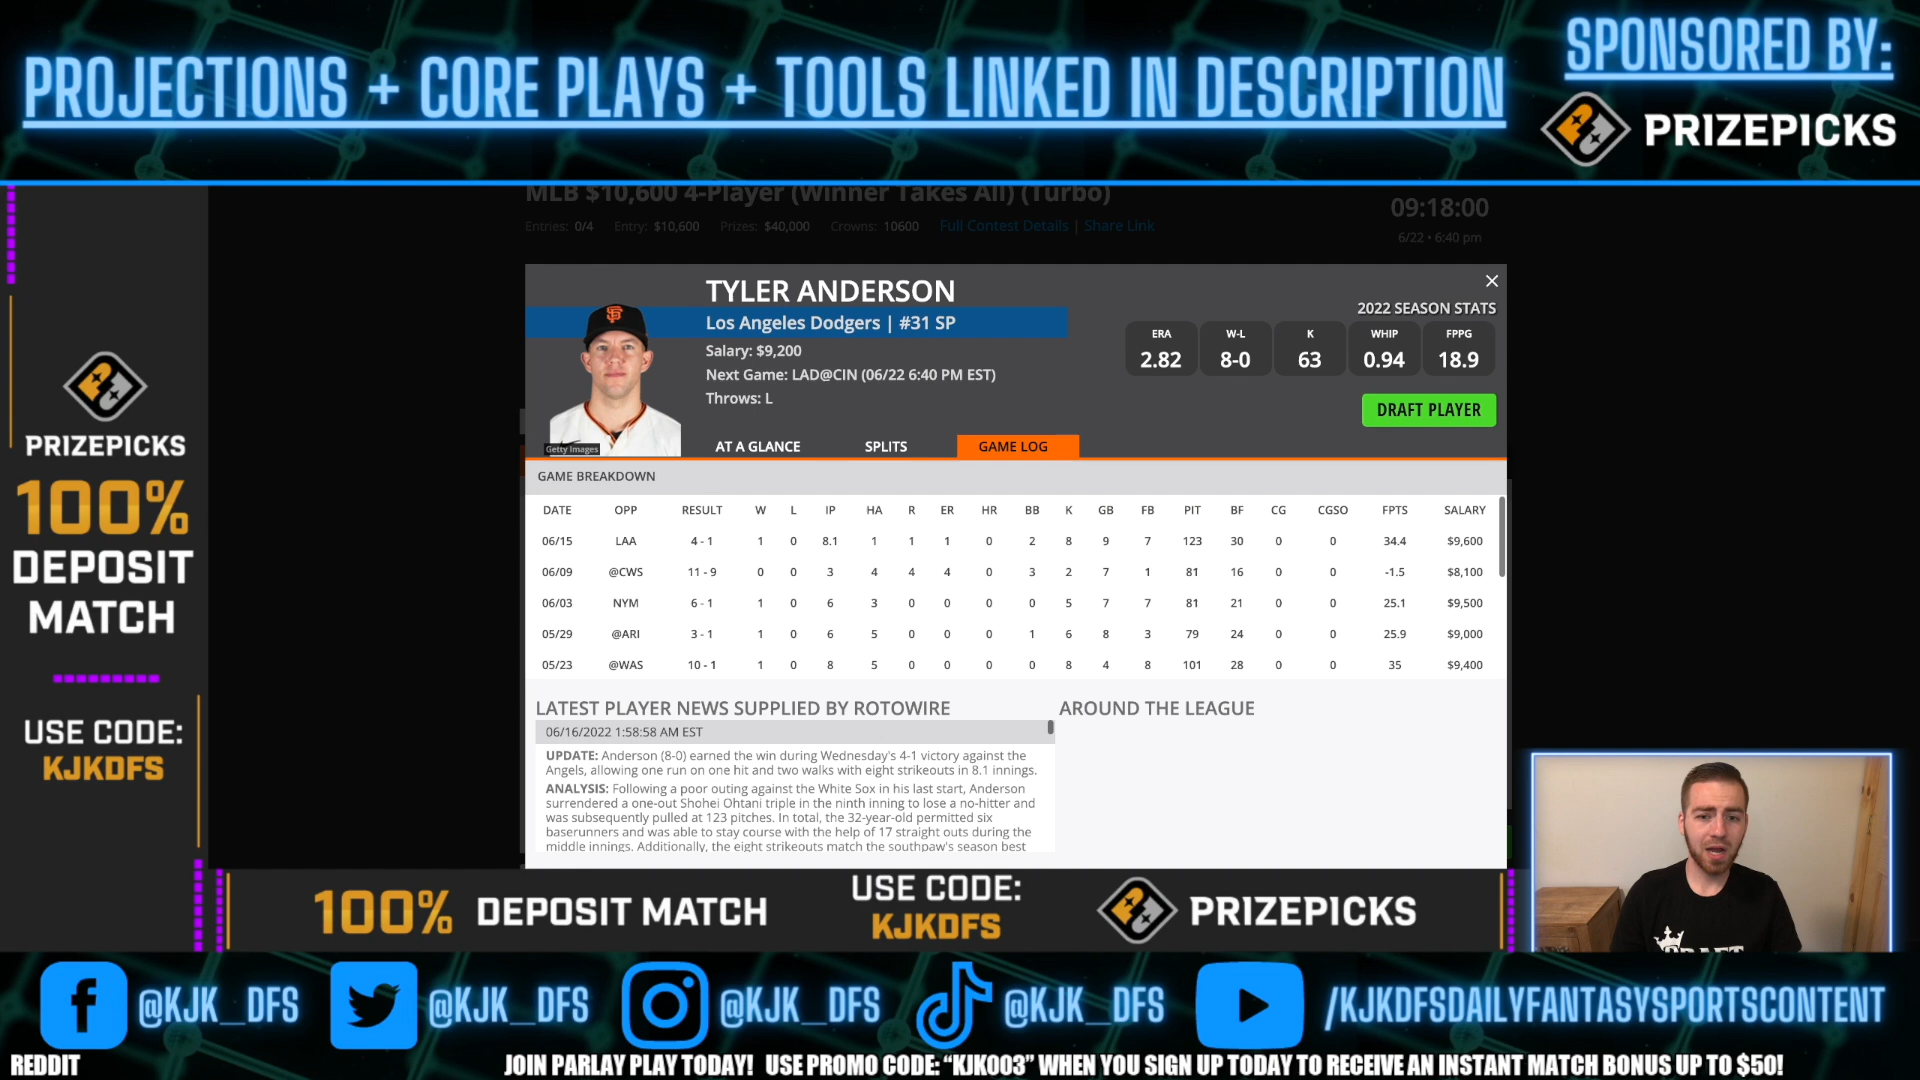 PROJECTIONS + CORE PLAYS + TOOLS LINKED IN DESCRIPTION
SPONSORED BY:
PRIZEPICKS
MLB $10,600 4-Player (Winner Takes All) (Turbo)
Entries: 0/4 Entry: $10,600 Prizes: $40,000 Crowns: 10600 Full Contest Details | Share Link
09:18:00
6/22 • 6:40 pm
PRIZEPICKS
100%
DEPOSIT
MATCH
USE CODE:
KJKDFS
TYLER ANDERSON
Los Angeles Dodgers | #31 SP
Salary: $9,200
Next Game: LAD@CIN (06/22 6:40 PM EST)
Throws: L
Getty Images
2022 SEASON STATS
ERA W-L K WHIP FPPG
2.82 8-0 63 0.94 18.9
DRAFT PLAYER
AT A GLANCE SPLITS GAME LOG
GAME BREAKDOWN
DATE OPP RESULT W L IP HA R ER HR BB K GB FB PIT BF CG CGSO FPTS SALARY
06/15 LAA 4 - 1 1 0 8.1 1 1 1 0 2 8 9 7 123 30 0 0 34.4 $9,600
06/09 @CWS 11 - 9 0 0 3 4 4 4 0 3 2 7 1 81 16 0 0 -1.5 $8,100
06/03 NYM 6 - 1 1 0 6 3 0 0 0 0 5 7 7 81 21 0 0 25.1 $9,500
05/29 @ARI 3 - 1 1 0 6 5 0 0 0 1 6 8 3 79 24 0 0 25.9 $9,000
05/23 @WAS 10 - 1 1 0 8 5 0 0 0 0 8 4 8 101 28 0 0 35 $9,400
LATEST PLAYER NEWS SUPPLIED BY ROTOWIRE
AROUND THE LEAGUE
06/16/2022 1:58:58 AM EST
UPDATE: Anderson (8-0) earned the win during Wednesday's 4-1 victory against the
Angels, allowing one run on one hit and two walks with eight strikeouts in 8.1 innings.
ANALYSIS: Following a poor outing against the White Sox in his last start, Anderson
surrendered a one-out Shohei Ohtani triple in the ninth inning to lose a no-hitter and
was subsequently pulled at 123 pitches. In total, the 32-year-old permitted six
baserunners and was able to stay course with the help of 17 straight outs during the
middle innings. Additionally, the eight strikeouts match the southpaw's season best
100% DEPOSIT MATCH
USE CODE:
KJKDFS
PRIZEPICKS
@KJK_DFS
@KJK_DFS
@KJK_DFS
@KJK_DFS
/KJKDFSDAILYFANTASYSPORTSCONTENT
REDDIT
JOIN PARLAY PLAY TODAY! USE PROMO CODE: “KJK003” WHEN YOU SIGN UP TODAY TO RECEIVE AN INSTANT MATCH BONUS UP TO $50!